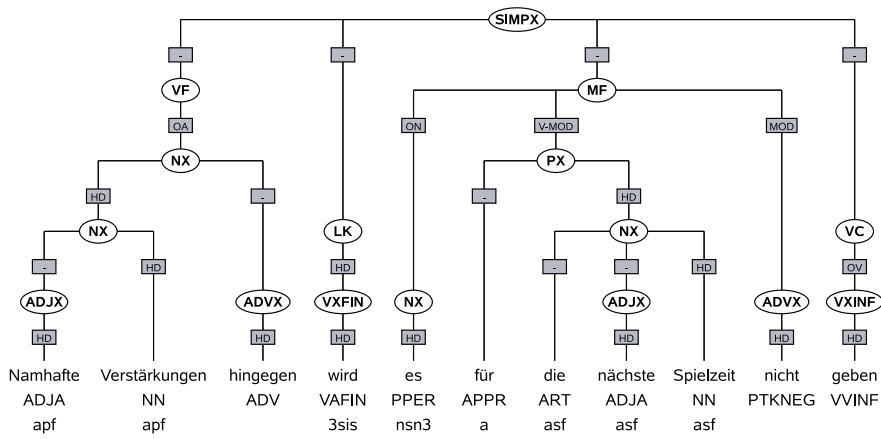 SIMPX
- - - -
VF MF
OA ON V-MOD MOD
NX PX
HD - - HD
NX LK NX VC
- HD HD - - HD OV
ADJX ADVX VXFIN NX ADJX ADVX VXINF
HD HD HD HD HD HD HD
Namhafte Verstärkungen hingegen wird es für die nächste Spielzeit nicht geben
ADJA NN ADV VAFIN PPER APPR ART ADJA NN PTKNEG VVINF
apf apf 3sis nsn3 a asf asf asf